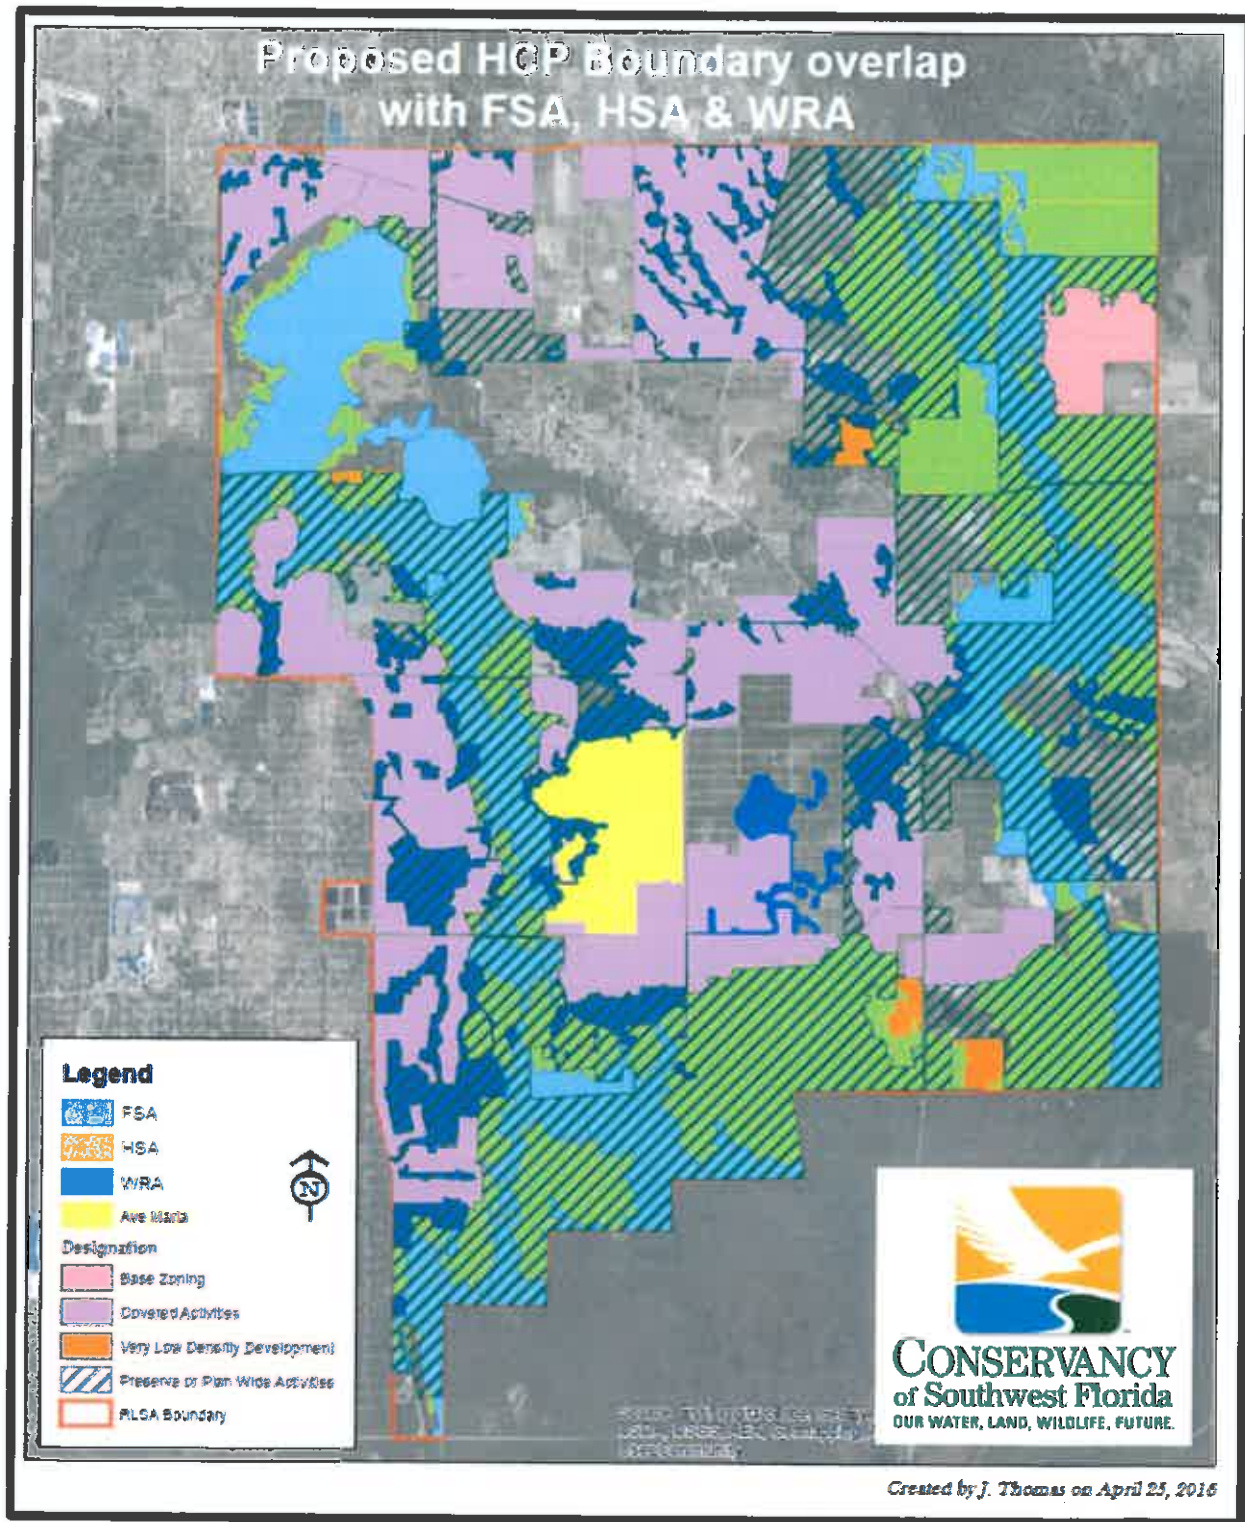 Proposed HCP Boundary overlap
with FSA, HSA & WRA
Legend
FSA
HSA
WRA
Ave Maria
Designation
Base Zoning
Covered Activities
Very Low Density Development
Preserve or Plan Wide Activities
RLSA Boundary
N
CONSERVANCY
of Southwest Florida
OUR WATER, LAND, WILDLIFE, FUTURE.
Created by J. Thomas on April 25, 2016